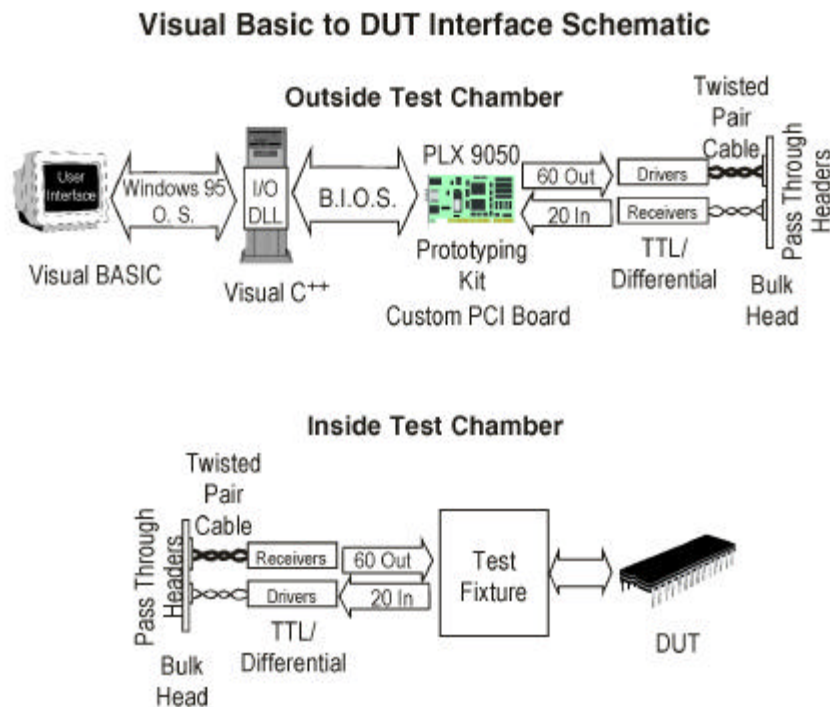 Visual Basic to DUT Interface Schematic
Outside Test Chamber
Twisted
Pair
Cable
User
Interface
Windows 95
O. S.
I/O
DLL
B.I.O.S.
PLX 9050
60 Out
20 In
Drivers
Receivers
Pass Through
Headers
Visual BASIC
Visual C++
Prototyping
Kit
Custom PCI Board
TTL/
Differential
Bulk
Head
Inside Test Chamber
Twisted
Pair
Cable
Pass Through
Headers
Receivers
Drivers
60 Out
20 In
Test
Fixture
TTL/
Differential
DUT
Bulk
Head